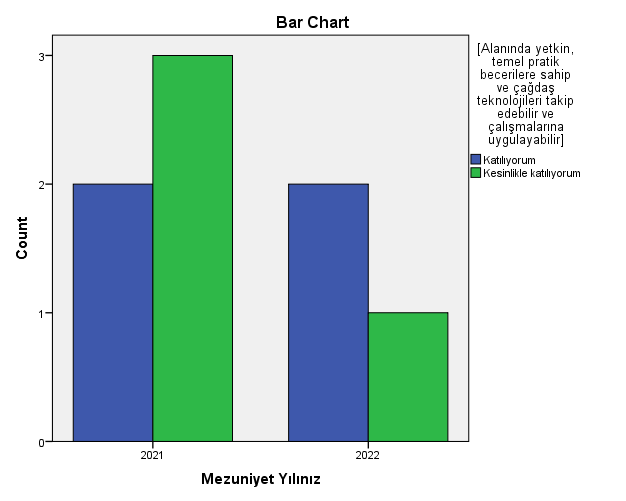 Bar Chart
[Alanında yetkin,
temel pratik
becerilere sahip
ve çağdaş
teknolojileri takip
edebilir ve
çalışmalarına
uygulayabilir]
Katılıyorum
Kesinlikle katılıyorum
Count
3
2
1
0
2021
2022
Mezuniyet Yılınız